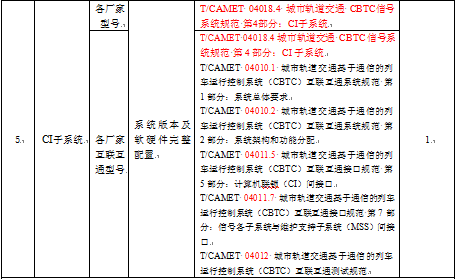 各厂家
型号
T/CAMET 04018.4 城市轨道交通 CBTC信号
系统规范 第4部分：CI子系统
5.
CI子系统
各厂家
互联互
通型号
系统版本及
软硬件完整
配置
T/CAMET 04018.4 城市轨道交通 CBTC信号系
统规范 第4部分：CI子系统
T/CAMET 04010.1 城市轨道交通基于通信的列
车运行控制系统（CBTC）互联互通系统规范 第
1部分：系统总体要求
T/CAMET 04010.2 城市轨道交通基于通信的列
车运行控制系统（CBTC）互联互通系统规范 第
2部分：系统架构和功能分配
T/CAMET 04011.5 城市轨道交通基于通信的列
车运行控制系统（CBTC）互联互通接口规范 第
5部分：计算机联锁（CI）间接口
T/CAMET 04011.7 城市轨道交通基于通信的列
车运行控制系统（CBTC）互联互通接口规范 第7部
分：信号各子系统与维护支持子系统（MSS）间接
口
T/CAMET 04012 城市轨道交通基于通信的列车
运行控制系统（CBTC）互联互通测试规范
1.